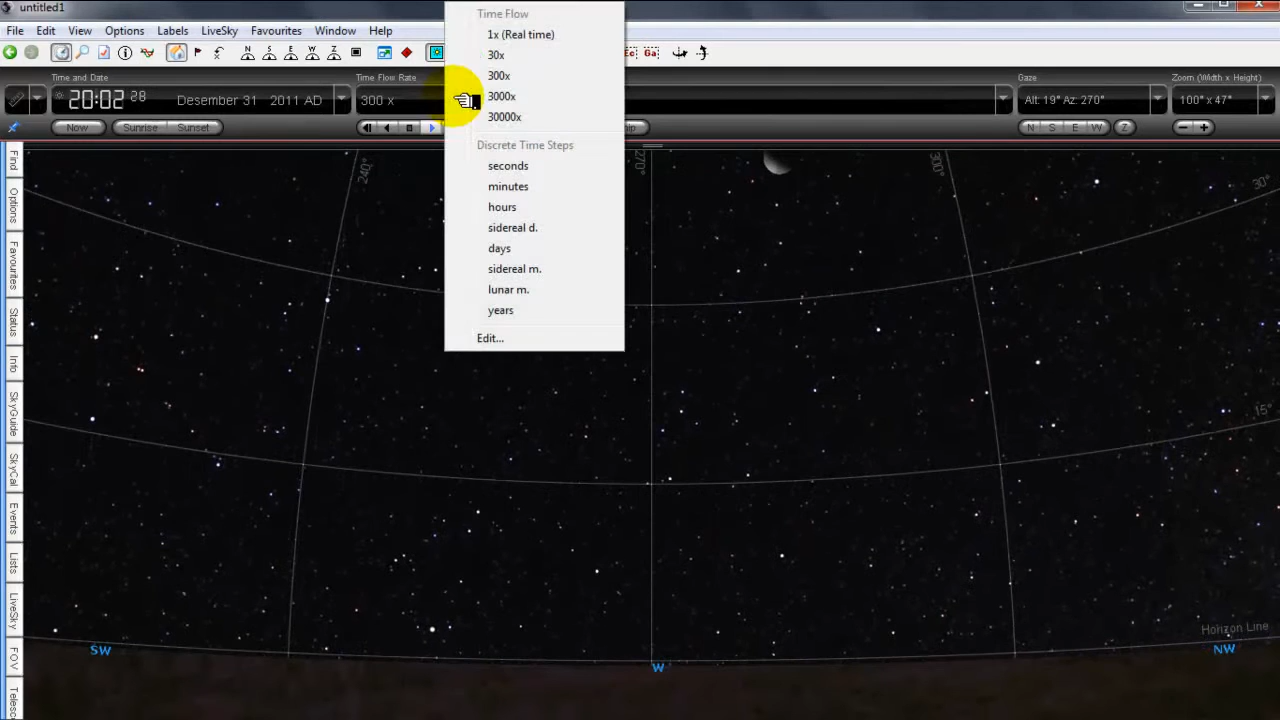 untitled1
File Edit View Options Labels LiveSky Favourites Window Help
N S E W Z
Ec Ga
Time and Date
20:02 28 Desember 31 2011 AD
Now Sunrise Sunset
Time Flow Rate
300 x
Time Flow
1x (Real time)
30x
300x
3000x
30000x
Discrete Time Steps
seconds
minutes
hours
sidereal d.
days
sidereal m.
lunar m.
years
Edit...
Gaze
Alt: 19° Az: 270°
N S E W Z
Zoom (Width x Height)
100° x 47°
Find
Options
Favourites
Status
Info
SkyGuide
SkyCal
Events
Lists
LiveSky
FOV
240°
270°
300°
30°
15°
Horizon Line
SW
W
NW